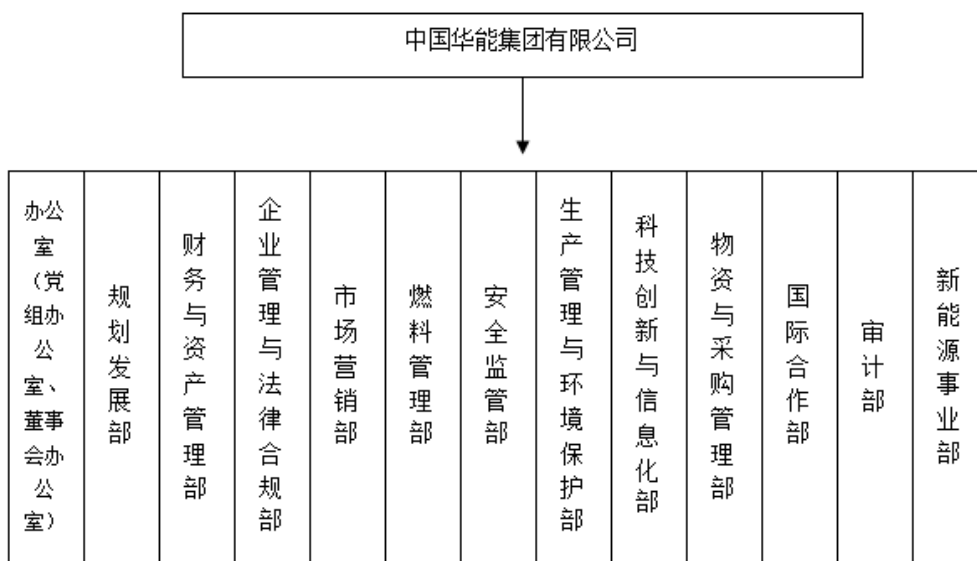 中国华能集团有限公司
办公室（党组办公室、董事会办公室）
规划发展部
财务与资产管理部
企业管理与法律合规部
市场营销部
燃料管理部
安全监管部
生产管理与环境保护部
科技创新与信息化部
物资与采购管理部
国际合作部
审计部
新能源事业部